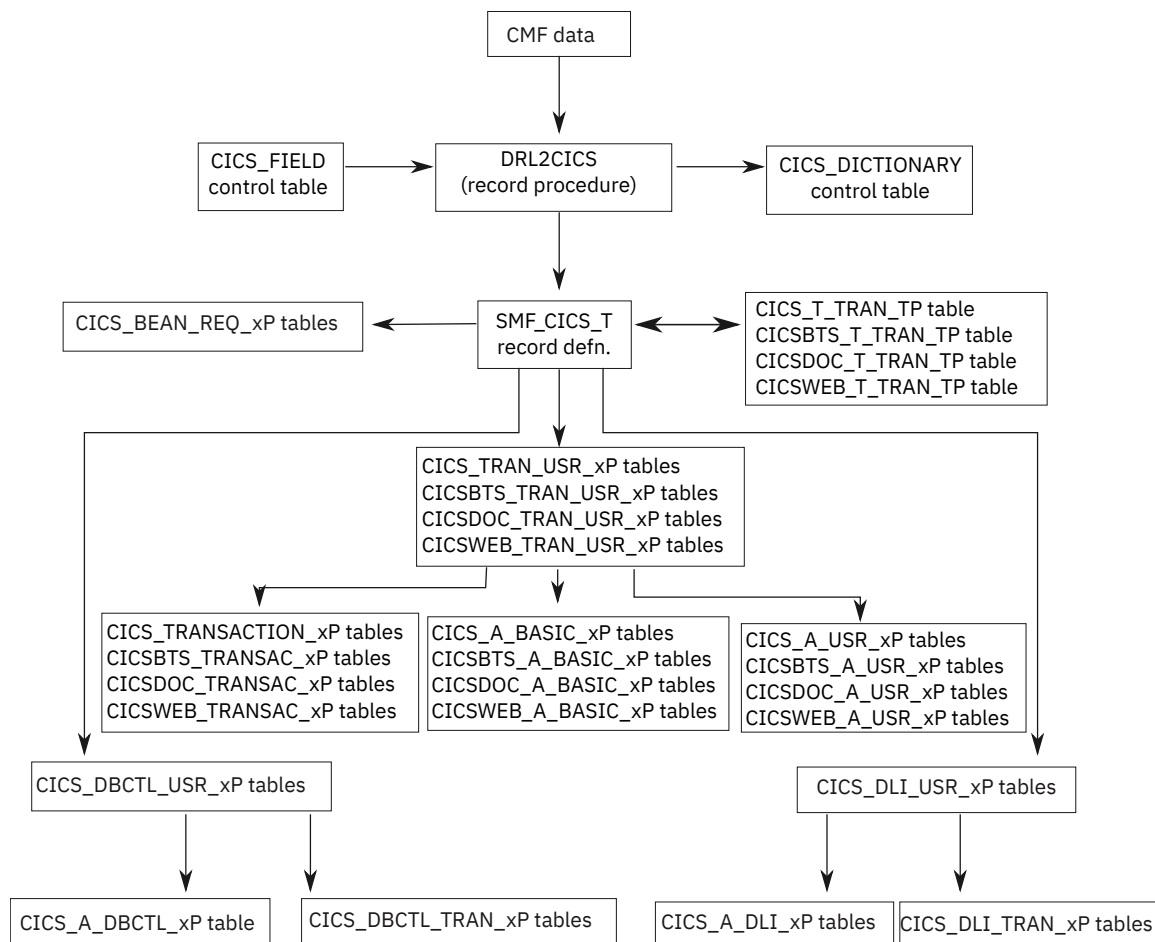 CMF data
CICS_FIELD
control table
DRL2CICS
(record procedure)
CICS_DICTIONARY
control table
CICS_BEAN_REQ_xP tables
SMF_CICS_T
record defn.
CICS_T_TRAN_TP table
CICSBTS_T_TRAN_TP table
CICSDOC_T_TRAN_TP table
CICSWEB_T_TRAN_TP table
CICS_TRAN_USR_xP tables
CICSBTS_TRAN_USR_xP tables
CICSDOC_TRAN_USR_xP tables
CICSWEB_TRAN_USR_xP tables
CICS_TRANSACTION_xP tables
CICSBTS_TRANSAC_xP tables
CICSDOC_TRANSAC_xP tables
CICSWEB_TRANSAC_xP tables
CICS_A_BASIC_xP tables
CICSBTS_A_BASIC_xP tables
CICSDOC_A_BASIC_xP tables
CICSWEB_A_BASIC_xP tables
CICS_A_USR_xP tables
CICSBTS_A_USR_xP tables
CICSDOC_A_USR_xP tables
CICSWEB_A_USR_xP tables
CICS_DBCTL_USR_xP tables
CICS_DLI_USR_xP tables
CICS_A_DBCTL_xP table
CICS_DBCTL_TRAN_xP tables
CICS_A_DLI_xP tables
CICS_DLI_TRAN_xP tables